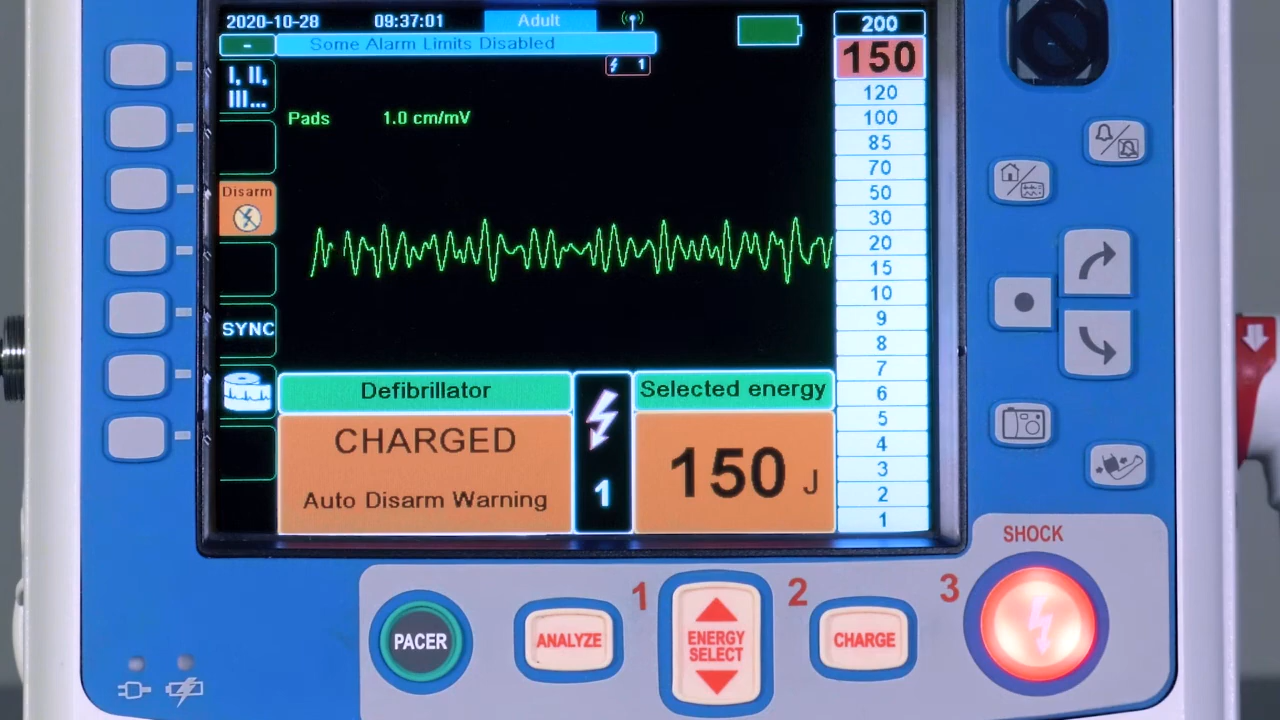 2020-10-28 09:37:01 Adult
- Some Alarm Limits Disabled
1
I, II,
III...
Pads 1.0 cm/mV
Disarm
SYNC
Defibrillator
CHARGED
Auto Disarm Warning
1
Selected energy
150 J
200
150
120
100
85
70
50
30
20
15
10
9
8
7
6
5
4
3
2
1
SHOCK
PACER
ANALYZE
1
ENERGY
SELECT
2
CHARGE
3